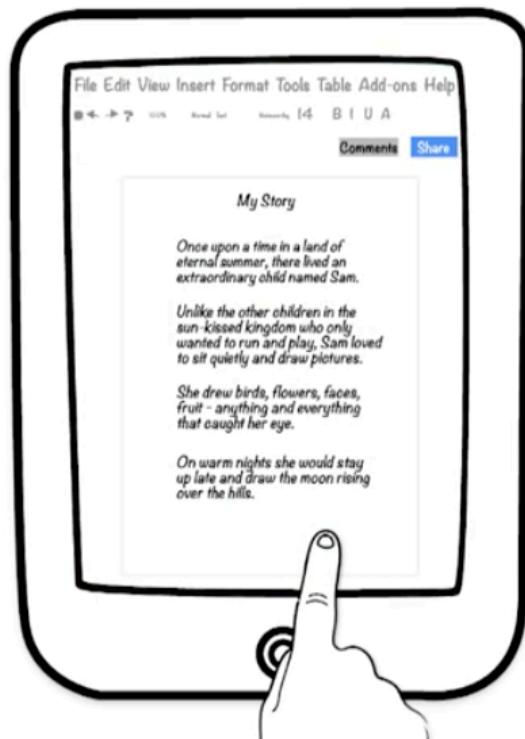 File Edit View Insert Format Tools Table Add-ons Help
100% Normal Text 14 B I U A
Comments Share
My Story
Once upon a time in a land of
eternal summer, there lived an
extraordinary child named Sam.
Unlike the other children in the
sun-kissed kingdom who only
wanted to run and play, Sam loved
to sit quietly and draw pictures.
She drew birds, flowers, faces,
fruit - anything and everything
that caught her eye.
On warm nights she would stay
up late and draw the moon rising
over the hills.